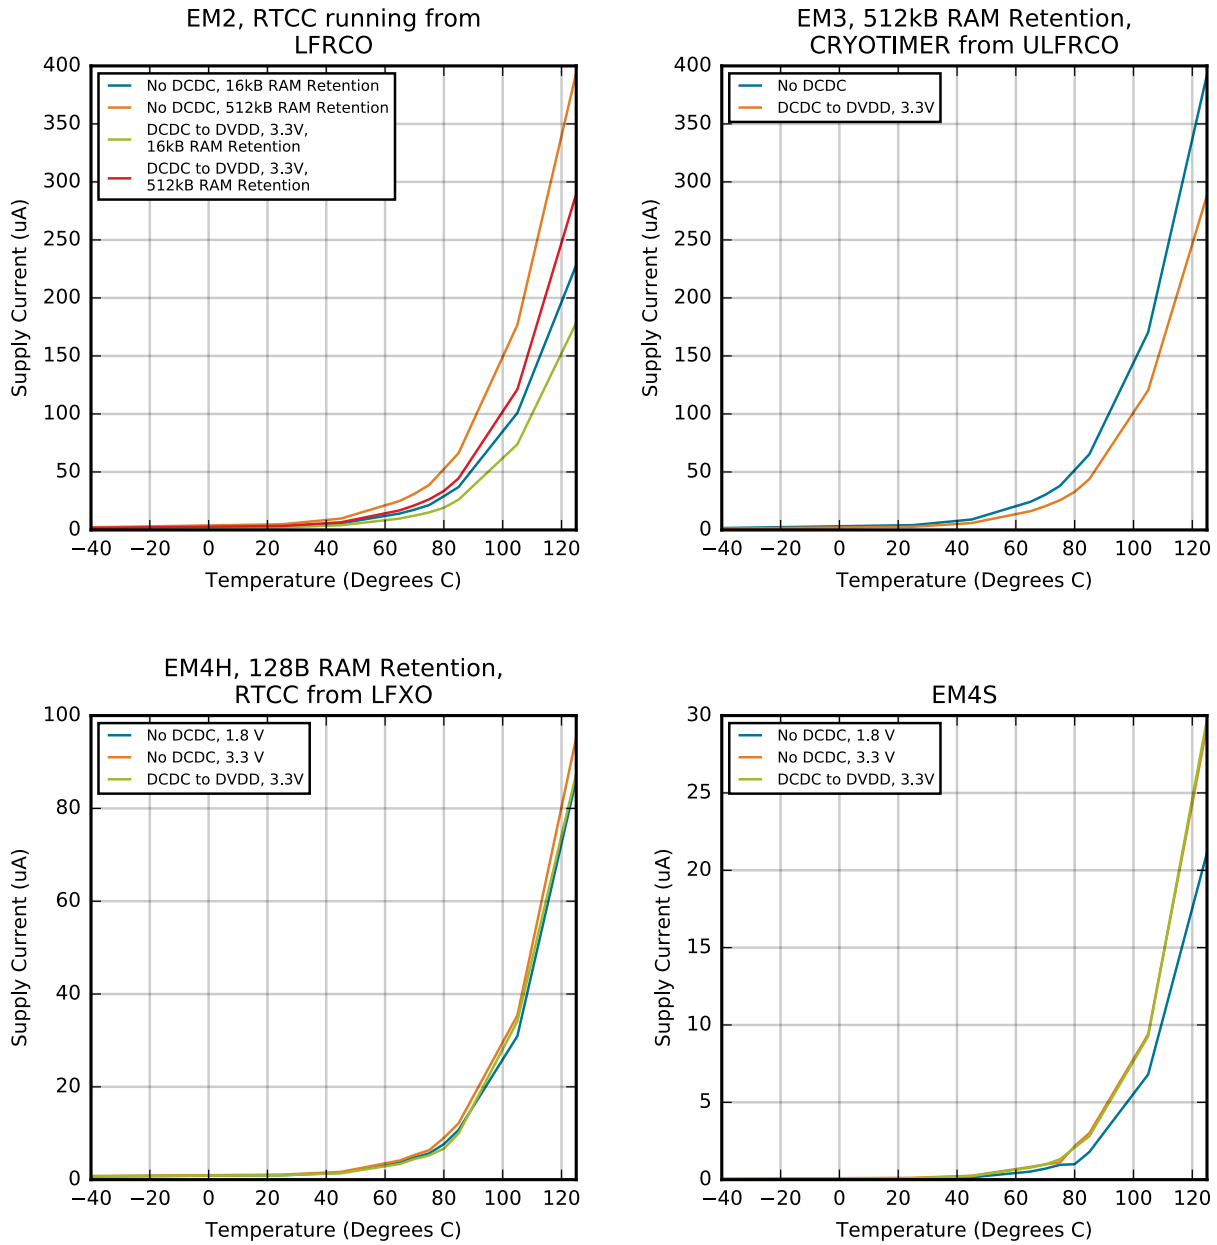 EM2, RTCC running from
LFRCO
400
350
300
250
200
150
100
50
0
Supply Current (uA)
No DCDC, 16kB RAM Retention
No DCDC, 512kB RAM Retention
DCDC to DVDD, 3.3V,
16kB RAM Retention
DCDC to DVDD, 3.3V,
512kB RAM Retention
−40 −20 0 20 40 60 80 100 120
Temperature (Degrees C)
EM3, 512kB RAM Retention,
CRYOTIMER from ULFRCO
400
350
300
250
200
150
100
50
0
Supply Current (uA)
No DCDC
DCDC to DVDD, 3.3V
−40 −20 0 20 40 60 80 100 120
Temperature (Degrees C)
EM4H, 128B RAM Retention,
RTCC from LFXO
100
80
60
40
20
0
Supply Current (uA)
No DCDC, 1.8 V
No DCDC, 3.3 V
DCDC to DVDD, 3.3V
−40 −20 0 20 40 60 80 100 120
Temperature (Degrees C)
EM4S
30
25
20
15
10
5
0
Supply Current (uA)
No DCDC, 1.8 V
No DCDC, 3.3 V
DCDC to DVDD, 3.3V
−40 −20 0 20 40 60 80 100 120
Temperature (Degrees C)